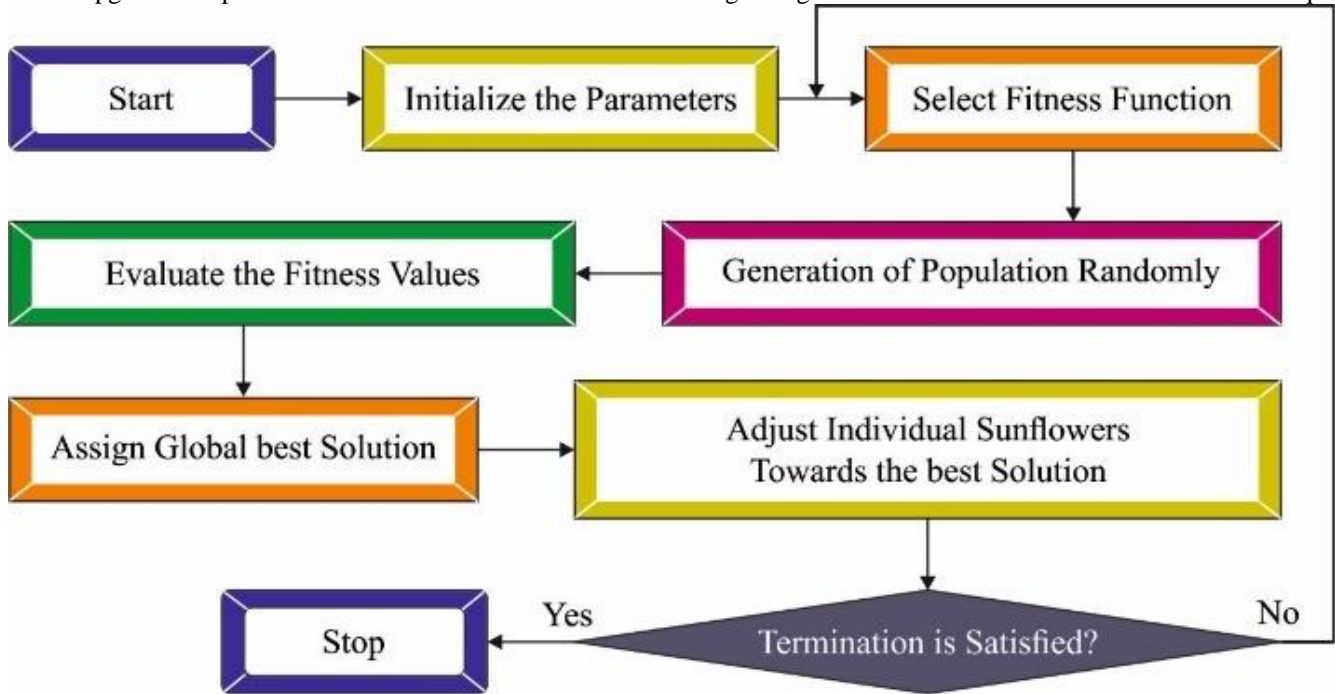 Start
Initialize the Parameters
Select Fitness Function
Evaluate the Fitness Values
Generation of Population Randomly
Assign Global best Solution
Adjust Individual Sunflowers
Towards the best Solution
Stop
Yes
Termination is Satisfied?
No